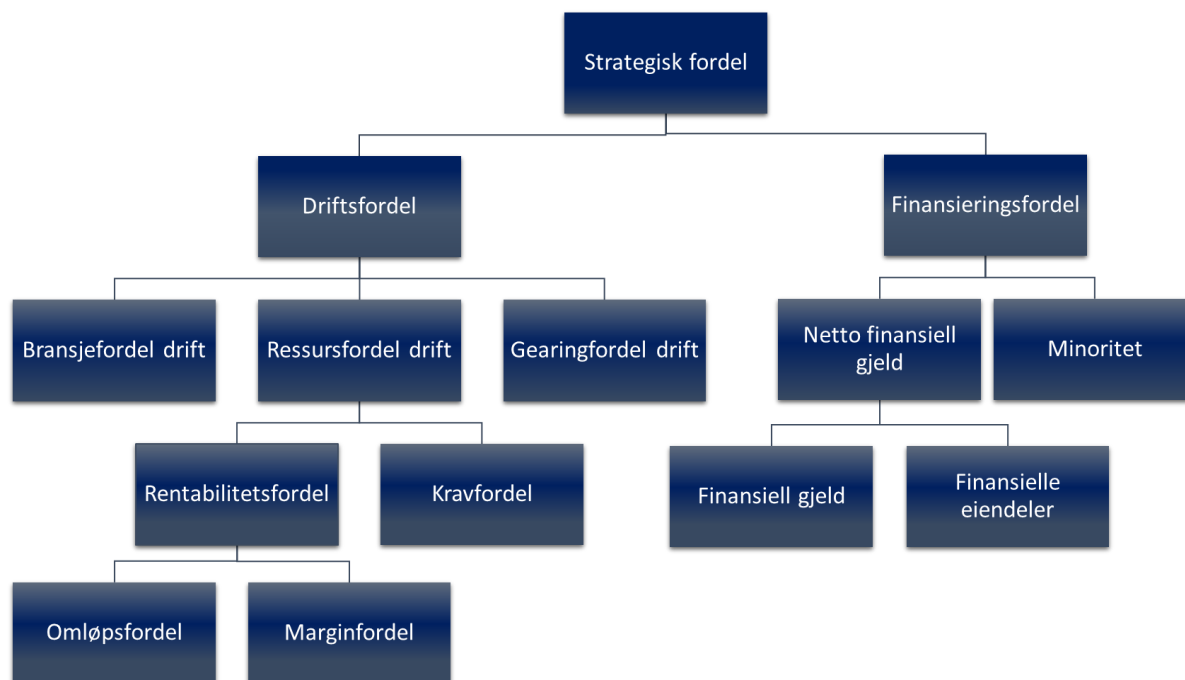 Strategisk fordel
Driftsfordel
Finansieringsfordel
Bransjefordel drift
Ressursfordel drift
Gearingfordel drift
Netto finansiell
gjeld
Minoritet
Rentabilitetsfordel
Kravfordel
Finansiell gjeld
Finansielle
eiendeler
Omløpsfordel
Marginfordel